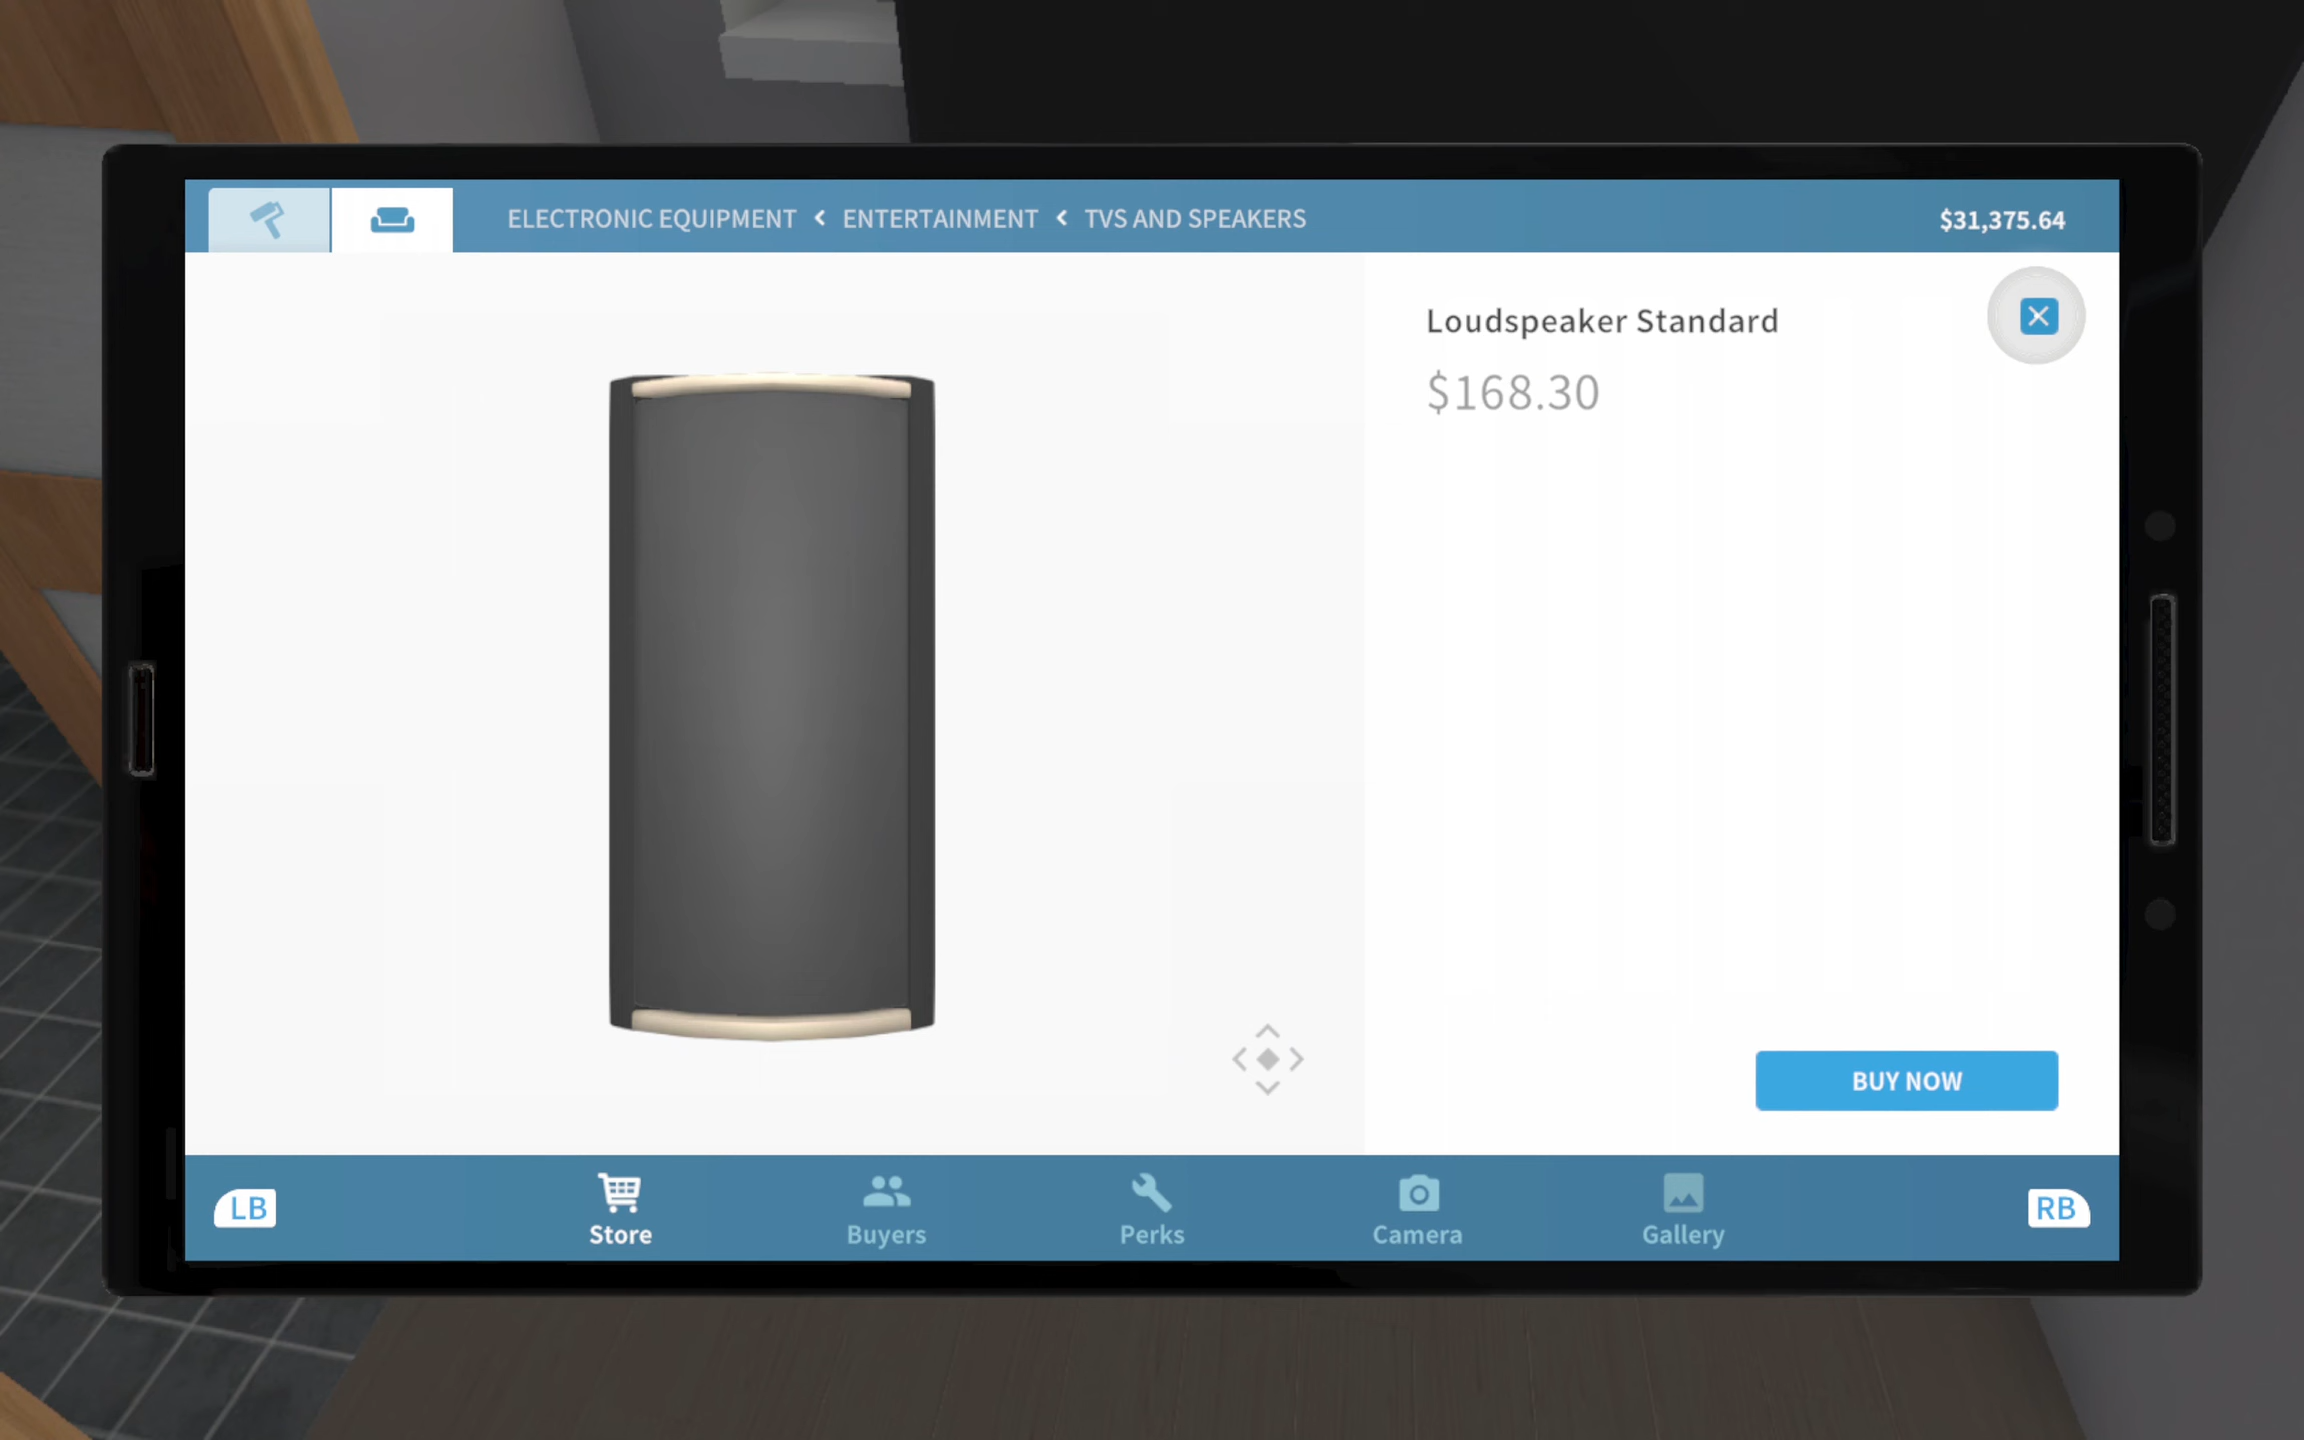 ELECTRONIC EQUIPMENT < ENTERTAINMENT < TVS AND SPEAKERS
$31,375.64
Loudspeaker Standard
$168.30
BUY NOW
LB
Store
Buyers
Perks
Camera
Gallery
RB